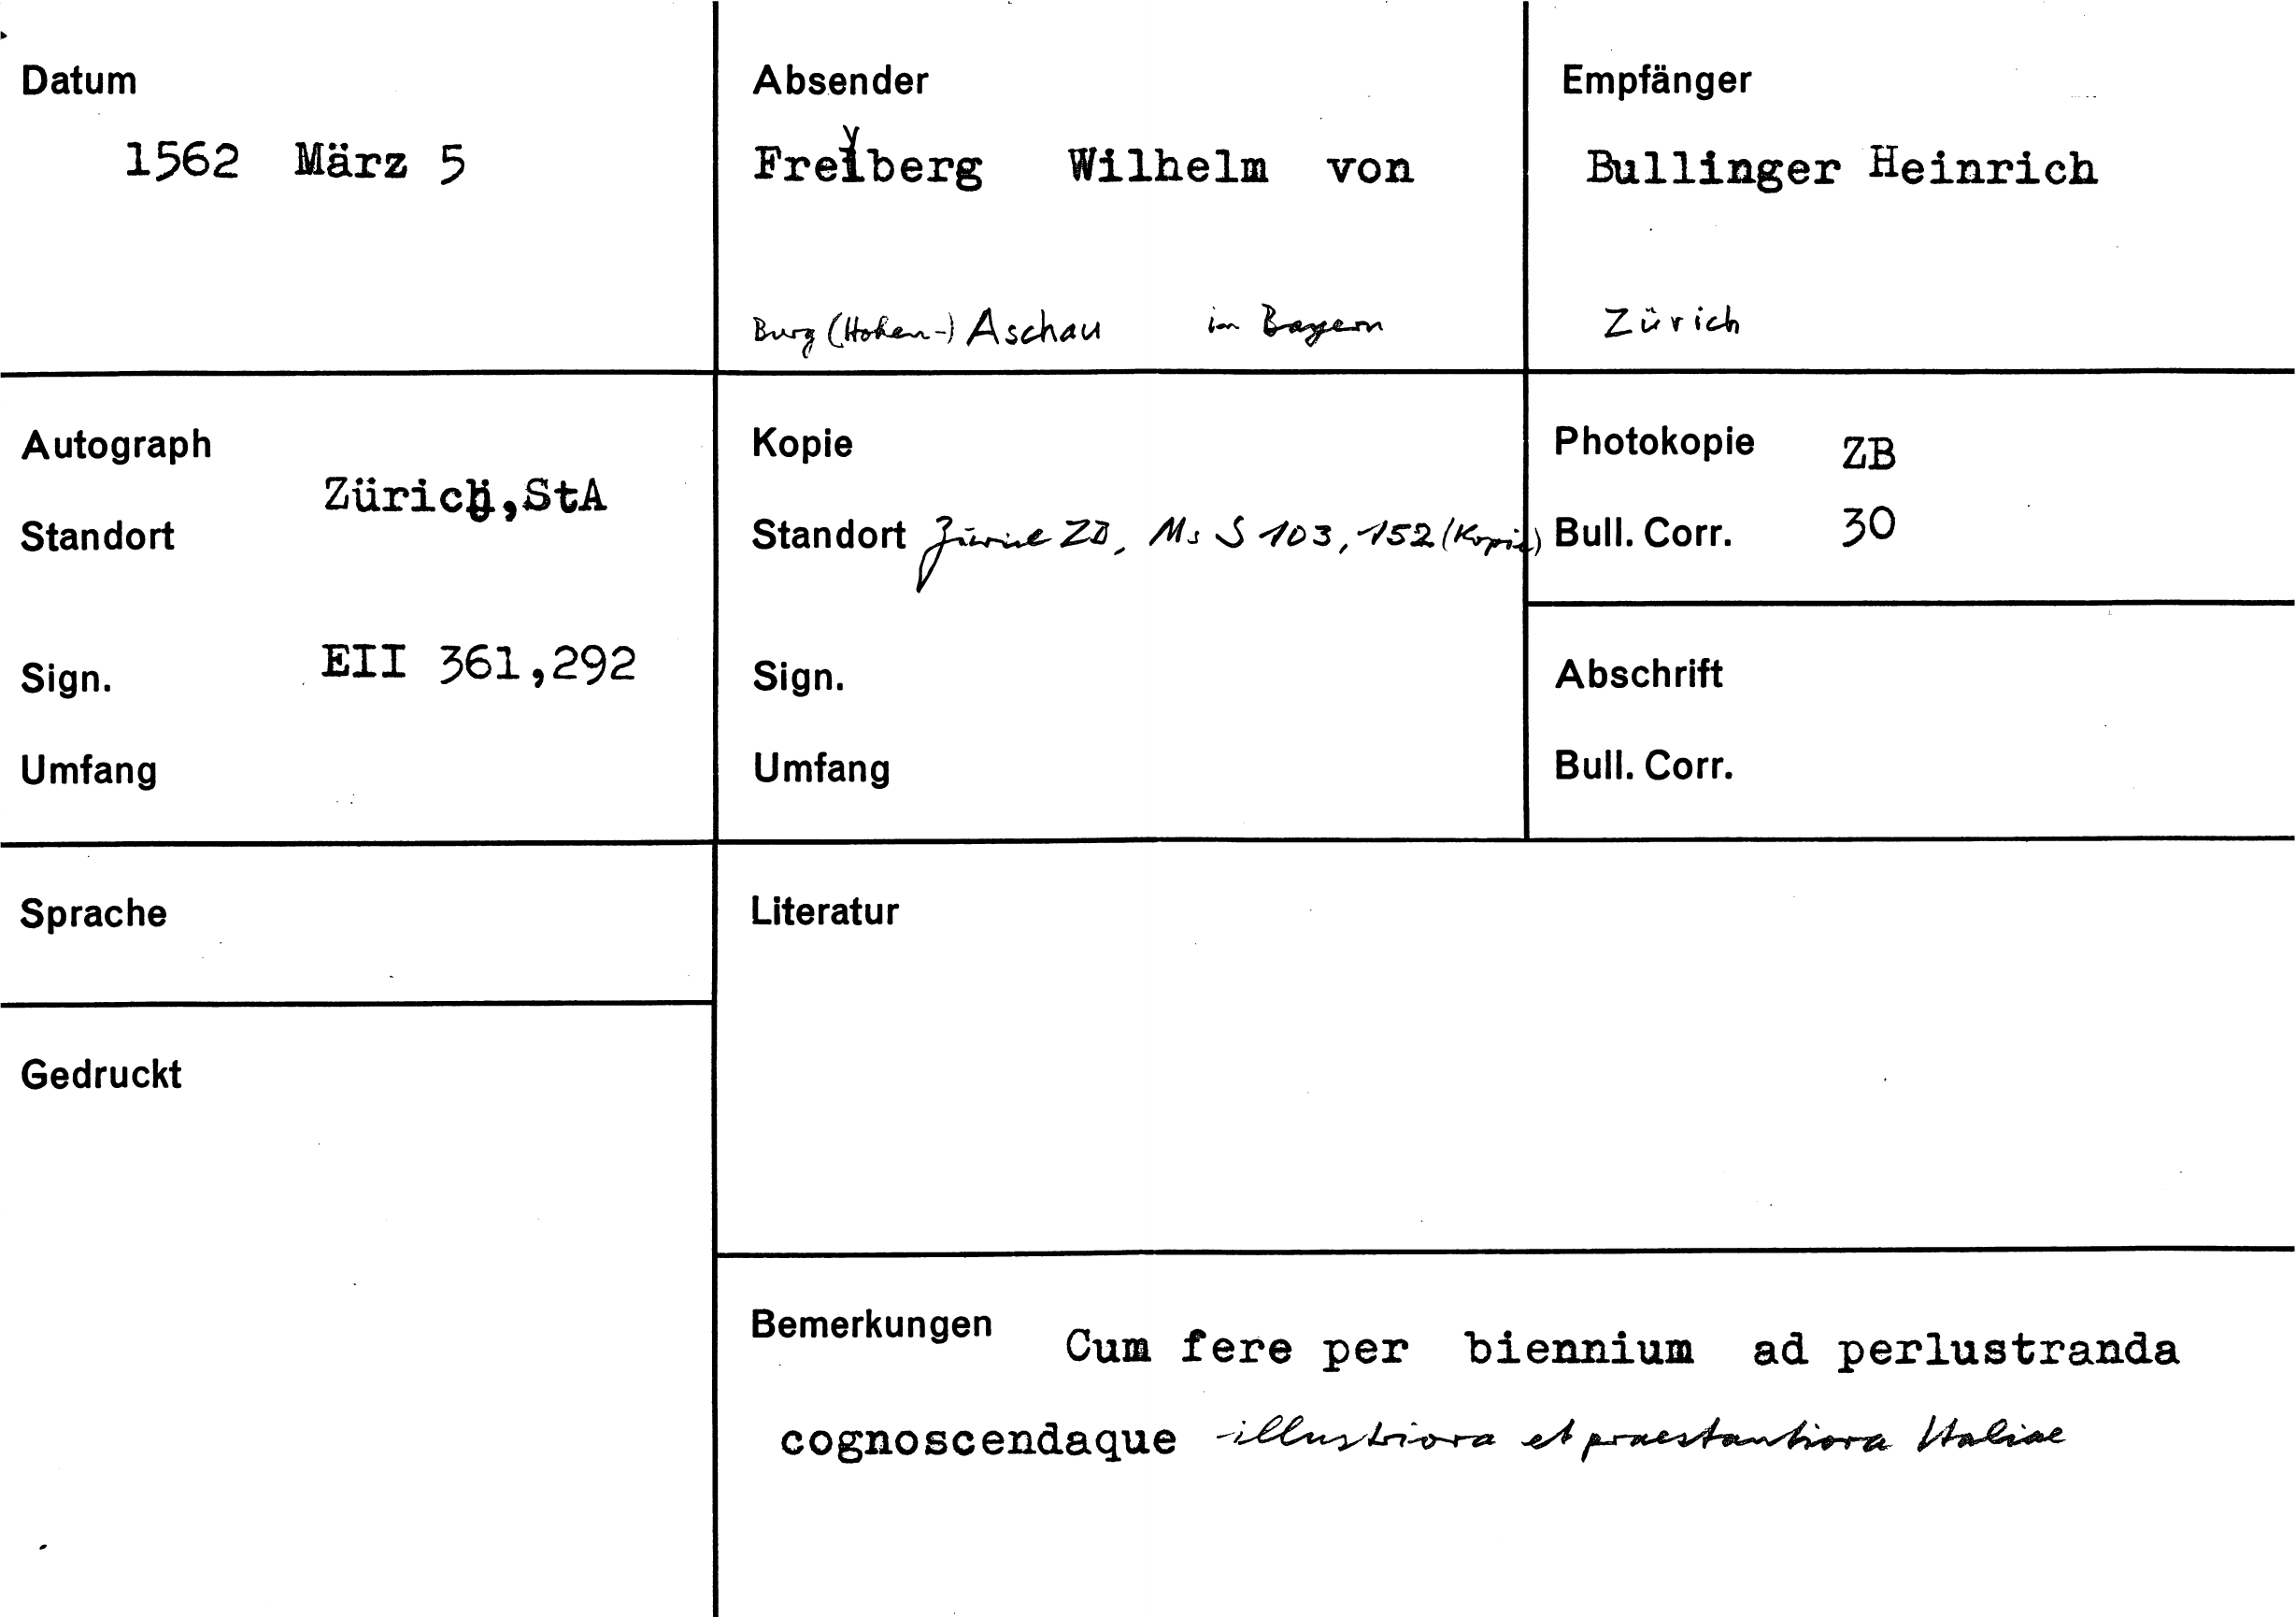 Datum
1562 März 5
Absender
Freyberg Wilhelm von
Burg (Hohen-) Aschau in Bayern
Empfänger
Bullinger Heinrich
Zürich
Autograph
Standort
Zürich,StA
Sign. EII 361,292
Umfang
Kopie
Standort Zürich ZB, Ms S 103, 152 (Kopie)
Sign.
Umfang
Photokopie ZB
Bull. Corr. 30
Abschrift
Bull. Corr.
Sprache
Literatur
Gedruckt
Bemerkungen Cum fere per biennium ad perlustranda
cognoscendaque illustriora et praestantiora Italiae